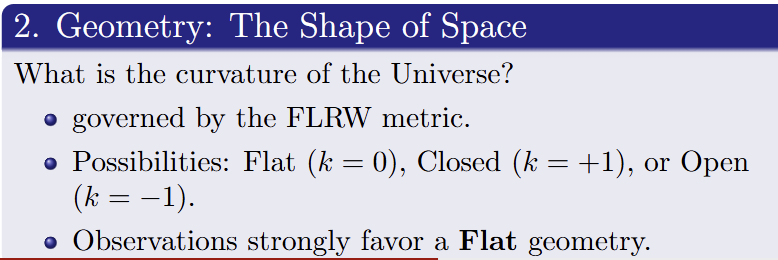 2. Geometry: The Shape of Space
What is the curvature of the Universe?
governed by the FLRW metric.
Possibilities: Flat (k = 0), Closed (k = +1), or Open
(k = −1).
Observations strongly favor a Flat geometry.